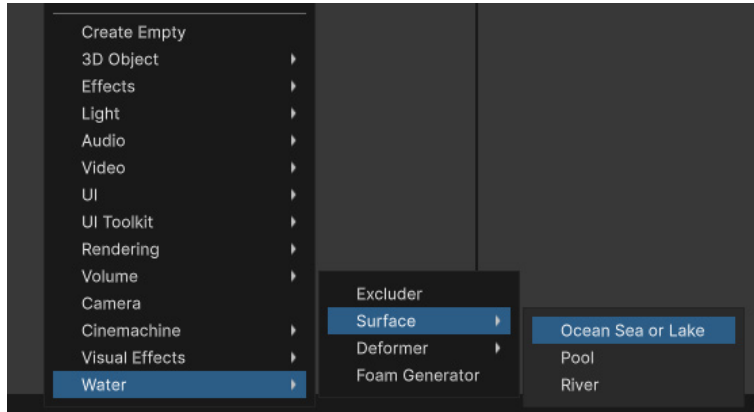 Create Empty
3D Object
Effects
Light
Audio
Video
UI
UI Toolkit
Rendering
Volume
Camera
Cinemachine
Visual Effects
Water
Excluder
Surface
Deformer
Foam Generator
Ocean Sea or Lake
Pool
River